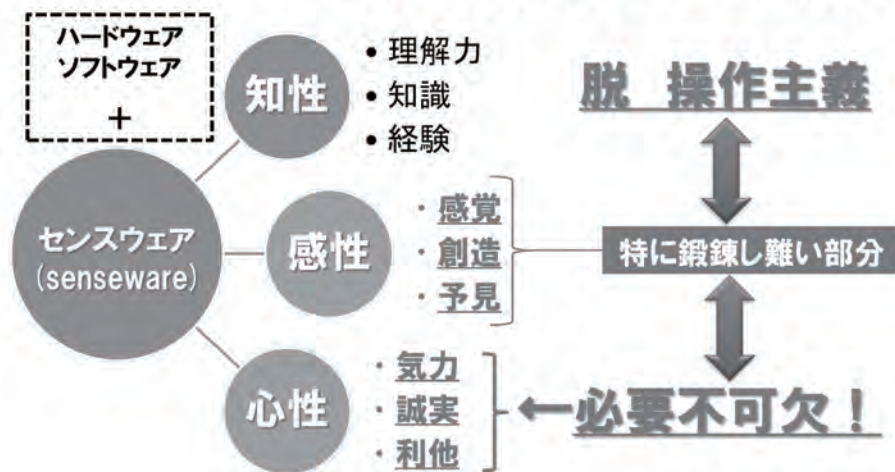 ハードウェア
ソフトウェア
+
センスウェア
(senseware)
知性
• 理解力
• 知識
• 経験
感性
・感覚
・創造
・予見
心性
・気力
・誠実
・利他
脱 操作主義
特に鍛錬し難い部分
←必要不可欠！